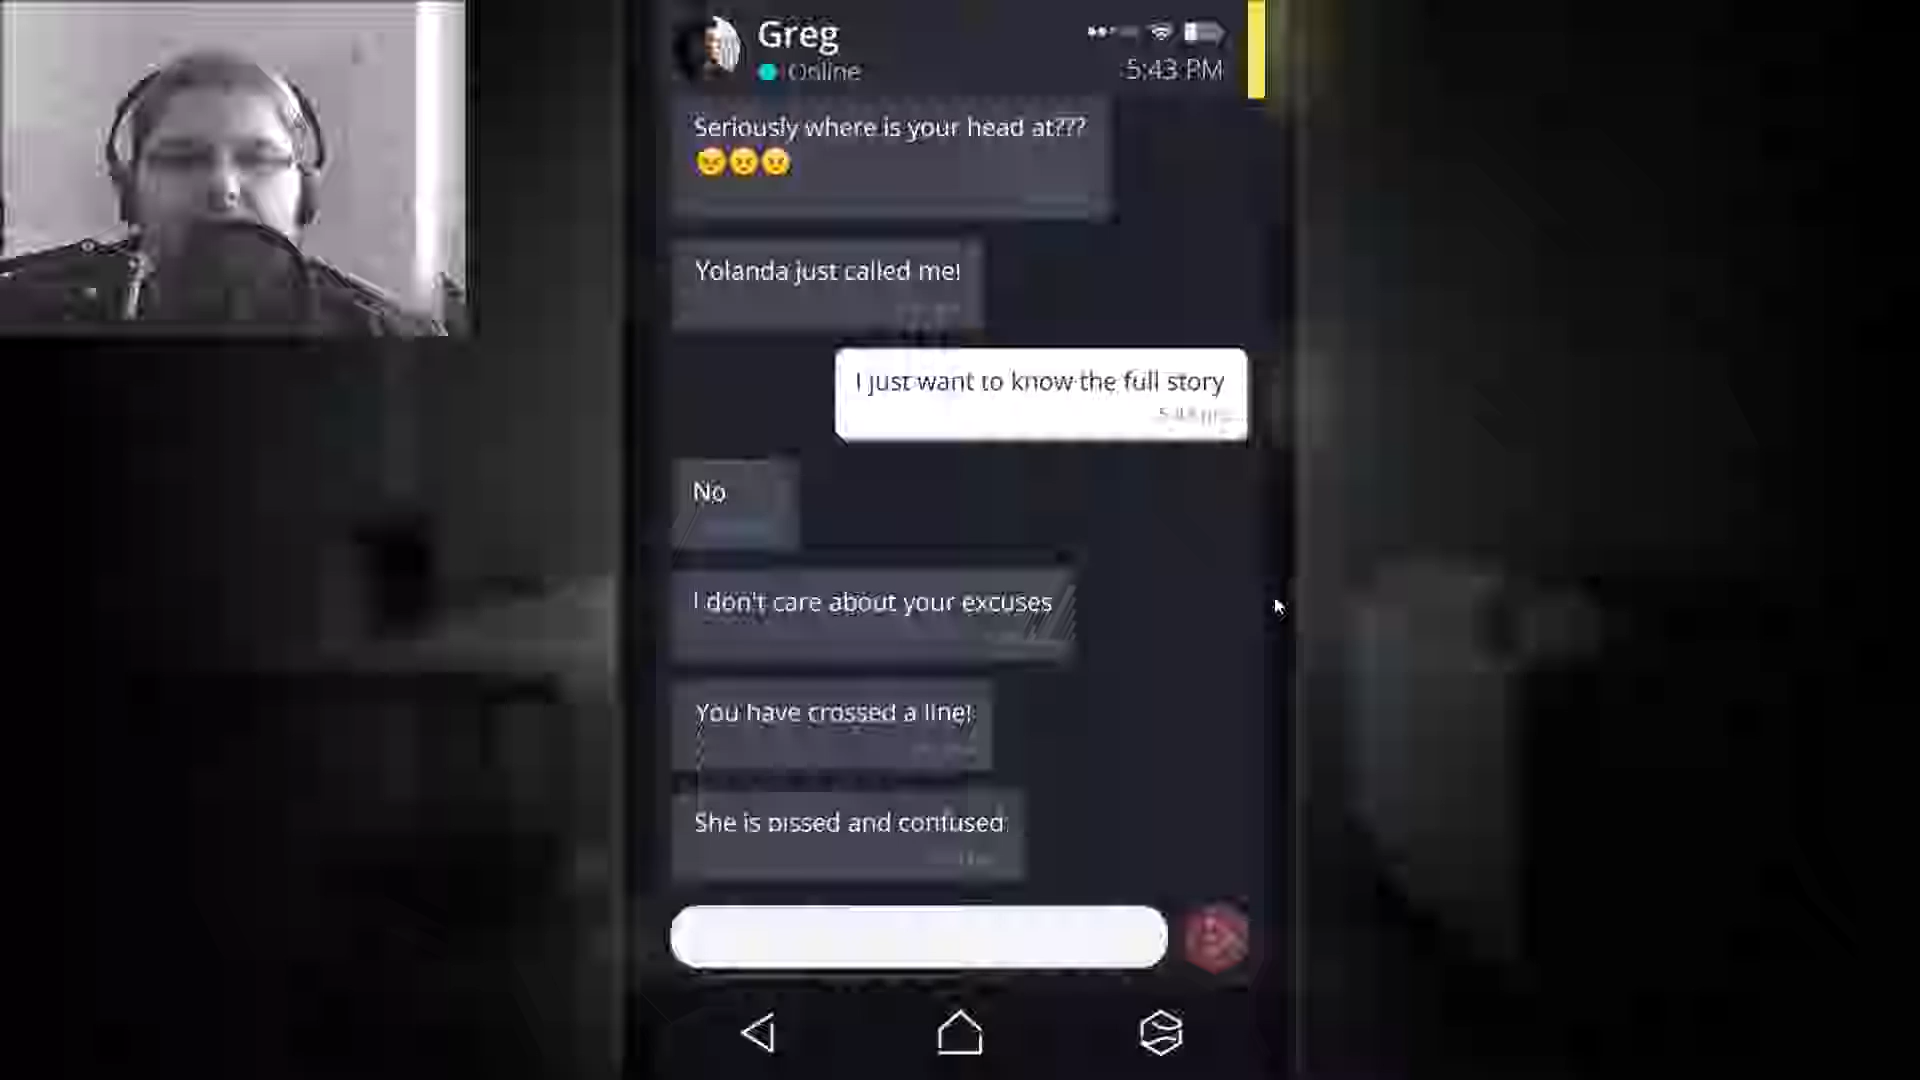 Greg
Online
5:43 PM
Seriously where is your head at???
Yolanda just called me!
I just want to know the full story
No
I don't care about your excuses
You have crossed a line!
She is pissed and confused